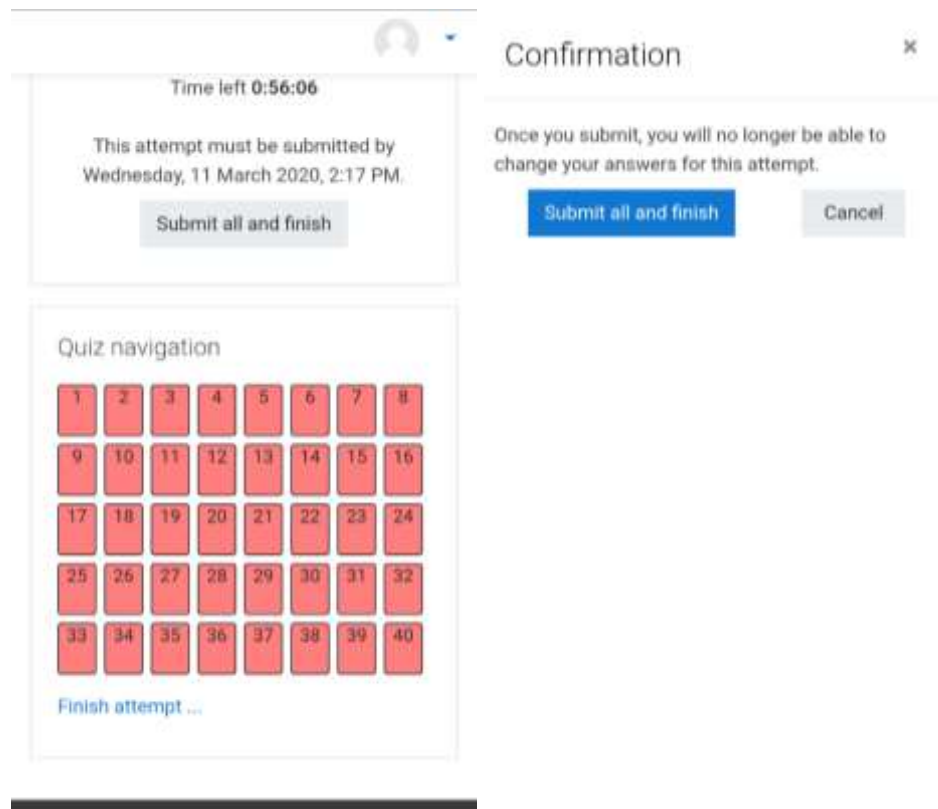 Time left 0:56:06
This attempt must be submitted by
Wednesday, 11 March 2020, 2:17 PM.
Submit all and finish
Quiz navigation
1 2 3 4 5 6 7 8
9 10 11 12 13 14 15 16
17 18 19 20 21 22 23 24
25 26 27 28 29 30 31 32
33 34 35 36 37 38 39 40
Finish attempt ...
Confirmation ×
Once you submit, you will no longer be able to
change your answers for this attempt.
Submit all and finish Cancel